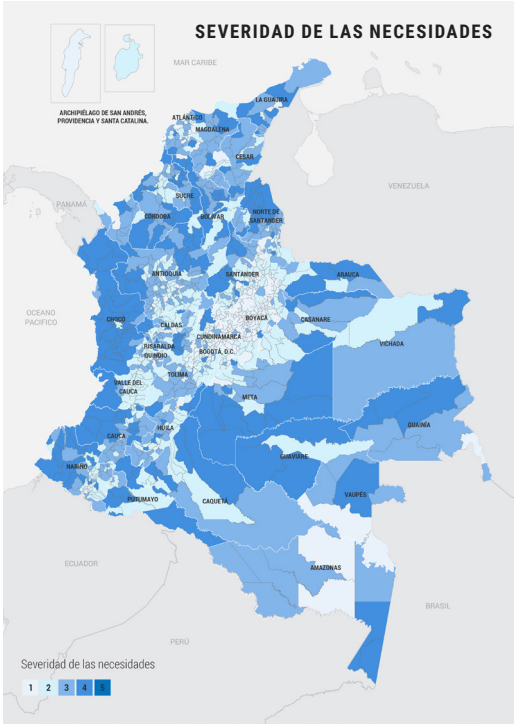 SEVERIDAD DE LAS NECESIDADES
MAR CARIBE
ARCHIPIÉLAGO DE SAN ANDRÉS,
PROVIDENCIA Y SANTA CATALINA.
LA GUAJIRA
ATLÁNTICO
MAGDALENA
CESAR
VENEZUELA
PANAMA
SUCRE
CÓRDOBA
BOLÍVAR
NORTE DE
SANTANDER
ANTIOQUIA
SANTANDER
ARAUCA
OCEANO
PACIFICO
CHOCÓ
CALDAS
BOYACÁ
CASANARE
CUNDINAMARCA
VICHADA
RISARALDA
QUINDIO
BOGOTÁ, D.C.
TOLIMA
VALLE DEL
CAUCA
META
CAUCA
HUILA
GUAINÍA
GUAVIARE
NARIÑO
VAUPÉS
PUTUMAYO
CAQUETÁ
ECUADOR
AMAZONAS
BRASIL
PERÚ
Severidad de las necesidades
1 2 3 4 5